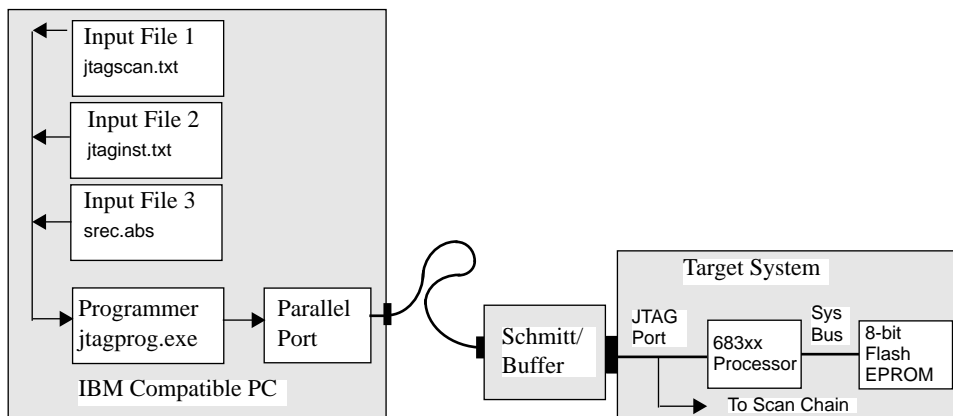 Input File 1
jtagscan.txt
Input File 2
jtaginst.txt
Input File 3
srec.abs
Programmer
jtagprog.exe
Parallel
Port
IBM Compatible PC
Schmitt/
Buffer
Target System
JTAG
Port
683xx
Processor
Sys
Bus
8-bit
Flash
EPROM
To Scan Chain